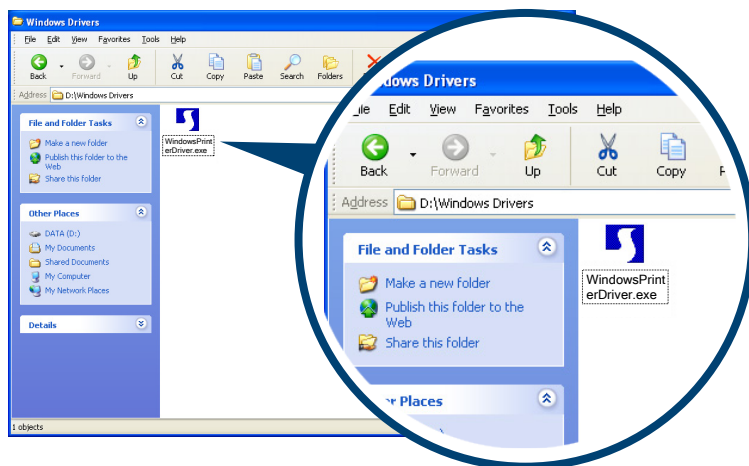 Windows Drivers
File Edit View Favorites Tools Help
Back Forward Up Cut Copy Paste Search Folders
Address D:\Windows Drivers
File and Folder Tasks
Make a new folder
Publish this folder to the
Web
Share this folder
Other Places
DATA (D:)
My Documents
Shared Documents
My Computer
My Network Places
Details
WindowsPrint
erDriver.exe
1 objects
dows Drivers
ile Edit View Favorites Tools Help
Back Forward Up Cut Copy P
Address D:\Windows Drivers
File and Folder Tasks
Make a new folder
Publish this folder to the
Web
Share this folder
er Places
WindowsPrint
erDriver.exe